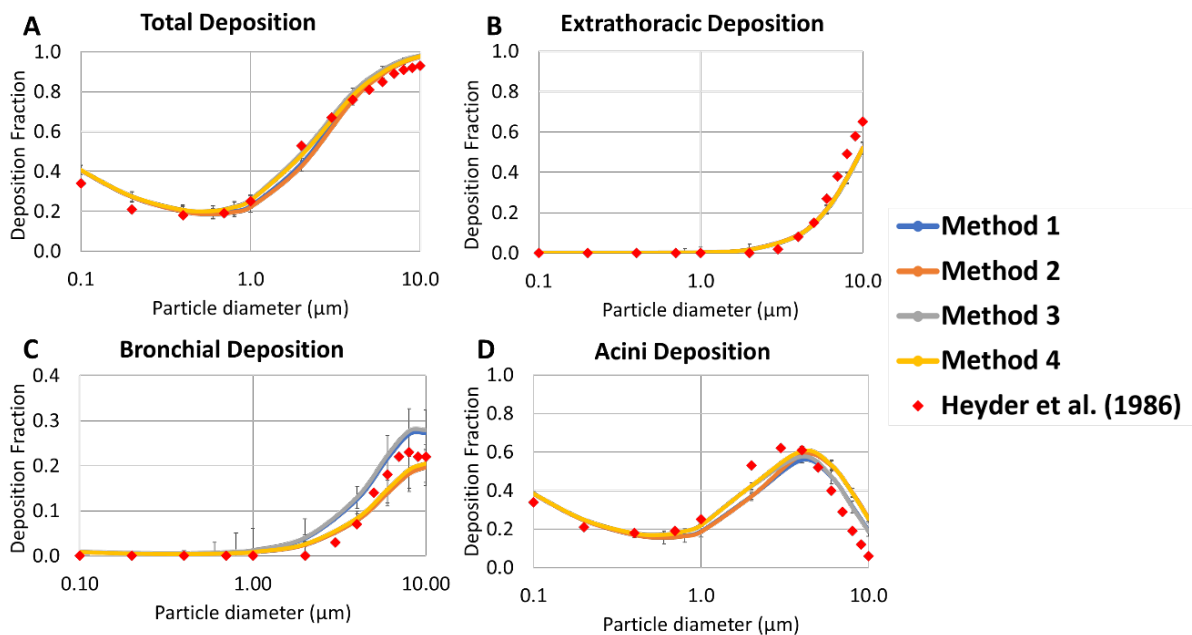 A
Total Deposition
Deposition Fraction
1.0
0.8
0.6
0.4
0.2
0.0
0.1
1.0
10.0
Particle diameter (µm)
B
Extrathoracic Deposition
Deposition Fraction
1.0
0.8
0.6
0.4
0.2
0.0
0.1
1.0
10.0
Particle diameter (µm)
C
Bronchial Deposition
Deposition Fraction
0.4
0.3
0.2
0.1
0.0
0.10
1.00
10.00
Particle diameter (µm)
D
Acini Deposition
Deposition Fraction
1.0
0.8
0.6
0.4
0.2
0.0
0.1
1.0
10.0
Particle diameter (µm)
Method 1
Method 2
Method 3
Method 4
Heyder et al. (1986)